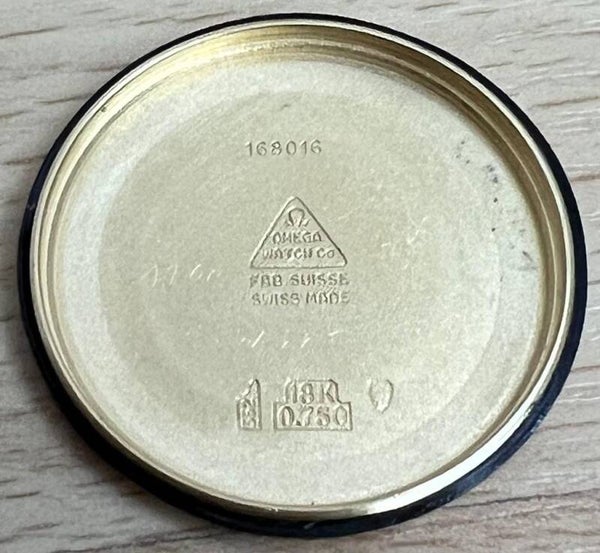 168016
Ω
OMEGA
WATCH Co
FAB. SUISSE
SWISS MADE
18K
0.750